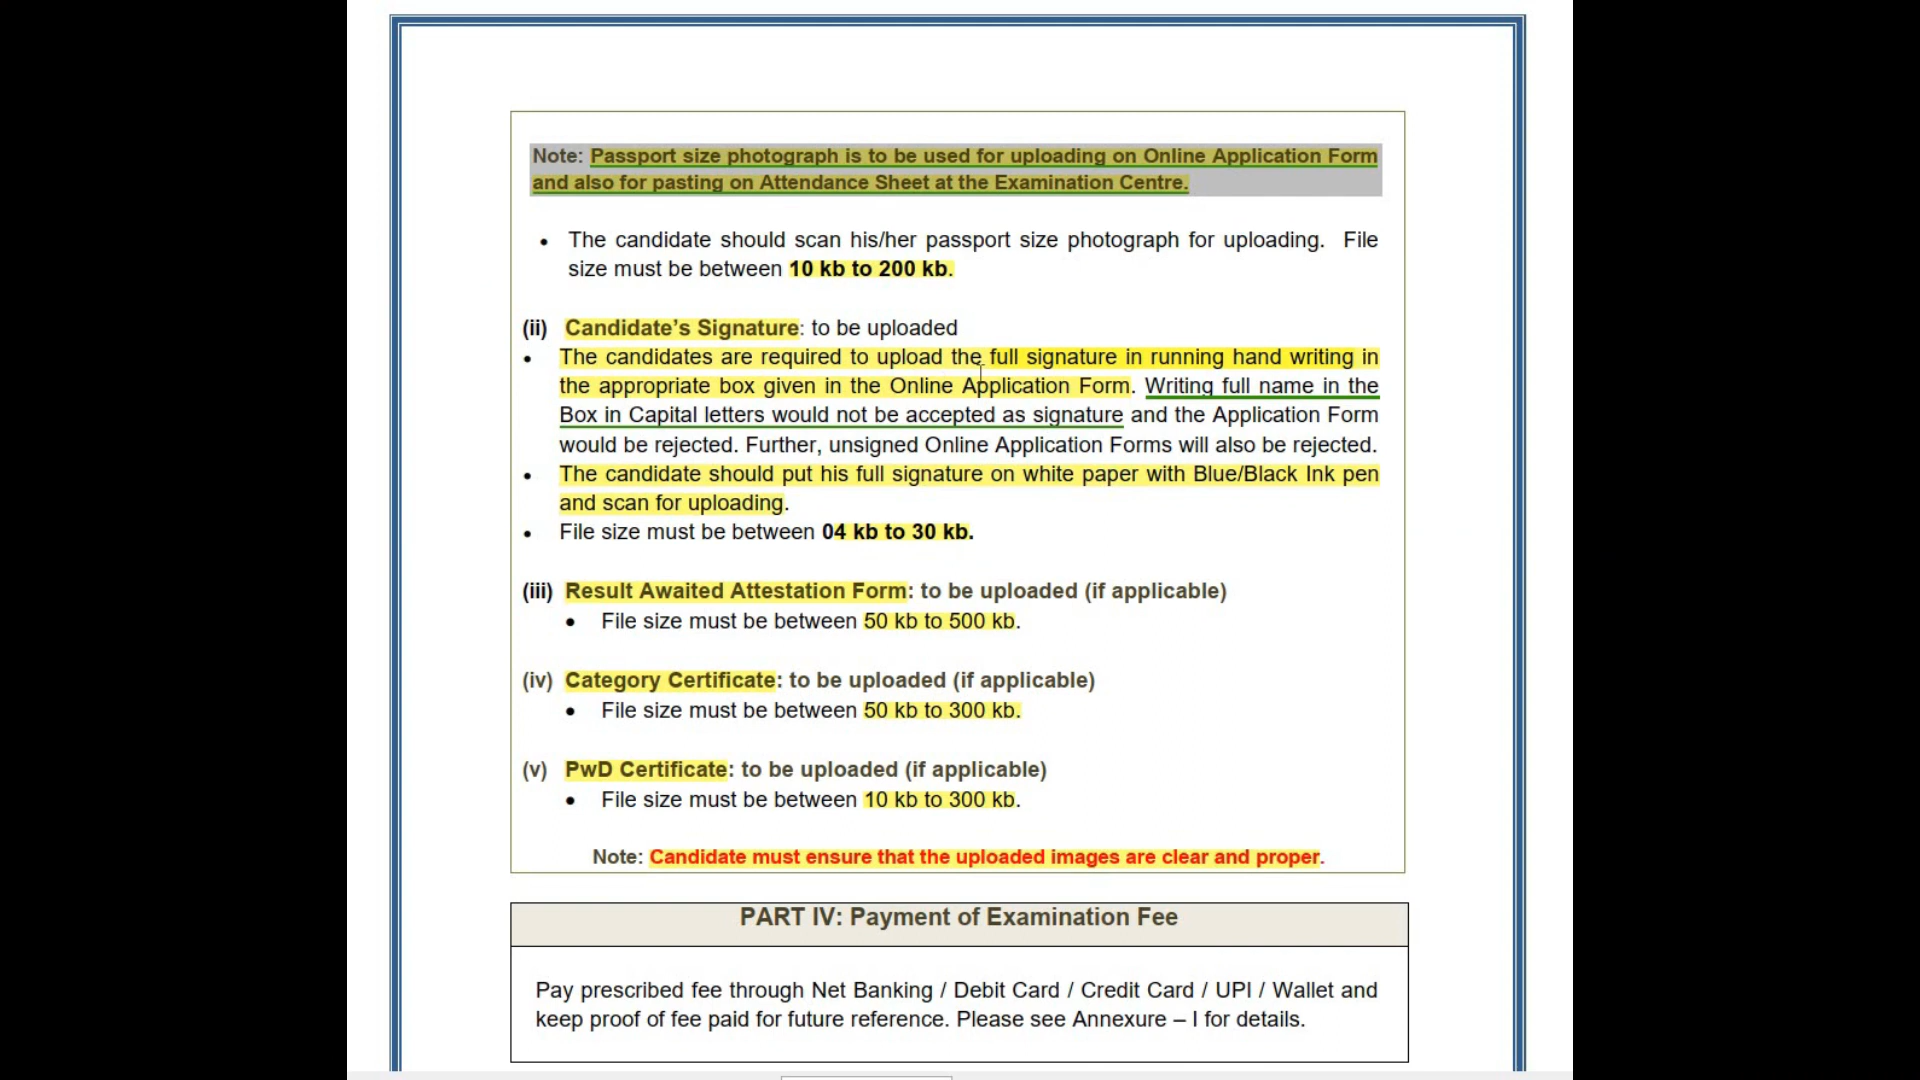 Note: Passport size photograph is to be used for uploading on Online Application Form
and also for pasting on Attendance Sheet at the Examination Centre.
• The candidate should scan his/her passport size photograph for uploading. File
size must be between 10 kb to 200 kb.
(ii) Candidate’s Signature: to be uploaded
• The candidates are required to upload the full signature in running hand writing in
the appropriate box given in the Online Application Form. Writing full name in the
Box in Capital letters would not be accepted as signature and the Application Form
would be rejected. Further, unsigned Online Application Forms will also be rejected.
• The candidate should put his full signature on white paper with Blue/Black Ink pen
and scan for uploading.
• File size must be between 04 kb to 30 kb.
(iii) Result Awaited Attestation Form: to be uploaded (if applicable)
• File size must be between 50 kb to 500 kb.
(iv) Category Certificate: to be uploaded (if applicable)
• File size must be between 50 kb to 300 kb.
(v) PwD Certificate: to be uploaded (if applicable)
• File size must be between 10 kb to 300 kb.
Note: Candidate must ensure that the uploaded images are clear and proper.
PART IV: Payment of Examination Fee
Pay prescribed fee through Net Banking / Debit Card / Credit Card / UPI / Wallet and
keep proof of fee paid for future reference. Please see Annexure – I for details.